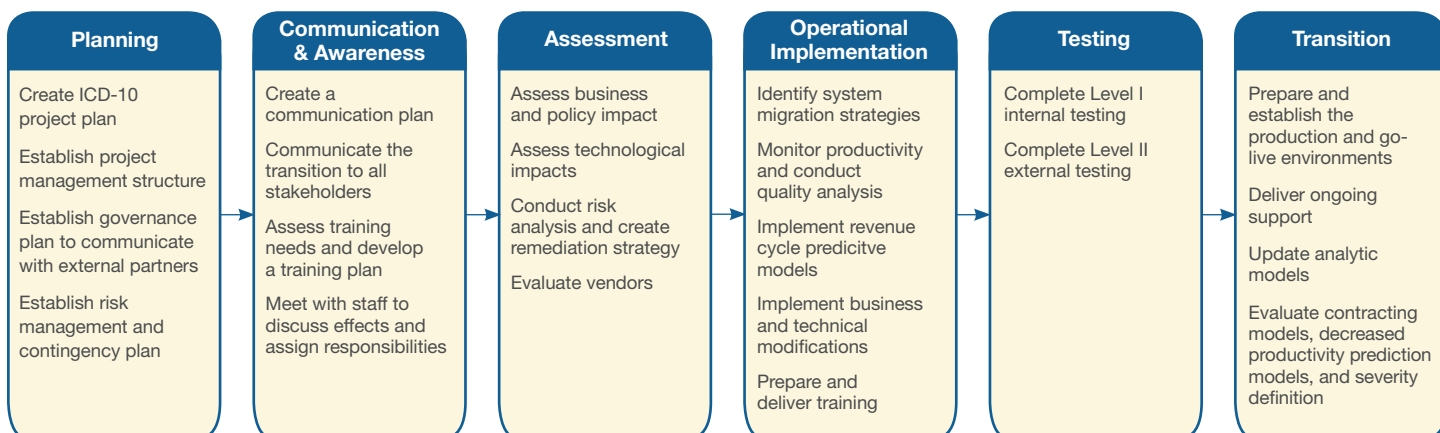 Planning
Create ICD-10
project plan
Establish project
management structure
Establish governance
plan to communicate
with external partners
Establish risk
management and
contingency plan
Communication
& Awareness
Create a
communication plan
Communicate the
transition to all
stakeholders
Assess training
needs and develop
a training plan
Meet with staff to
discuss effects and
assign responsibilities
Assessment
Assess business
and policy impact
Assess technological
impacts
Conduct risk
analysis and create
remediation strategy
Evaluate vendors
Operational
Implementation
Identify system
migration strategies
Monitor productivity
and conduct
quality analysis
Implement revenue
cycle predicitve
models
Implement business
and technical
modifications
Prepare and
deliver training
Testing
Complete Level I
internal testing
Complete Level II
external testing
Transition
Prepare and
establish the
production and go-
live environments
Deliver ongoing
support
Update analytic
models
Evaluate contracting
models, decreased
productivity prediction
models, and severity
definition